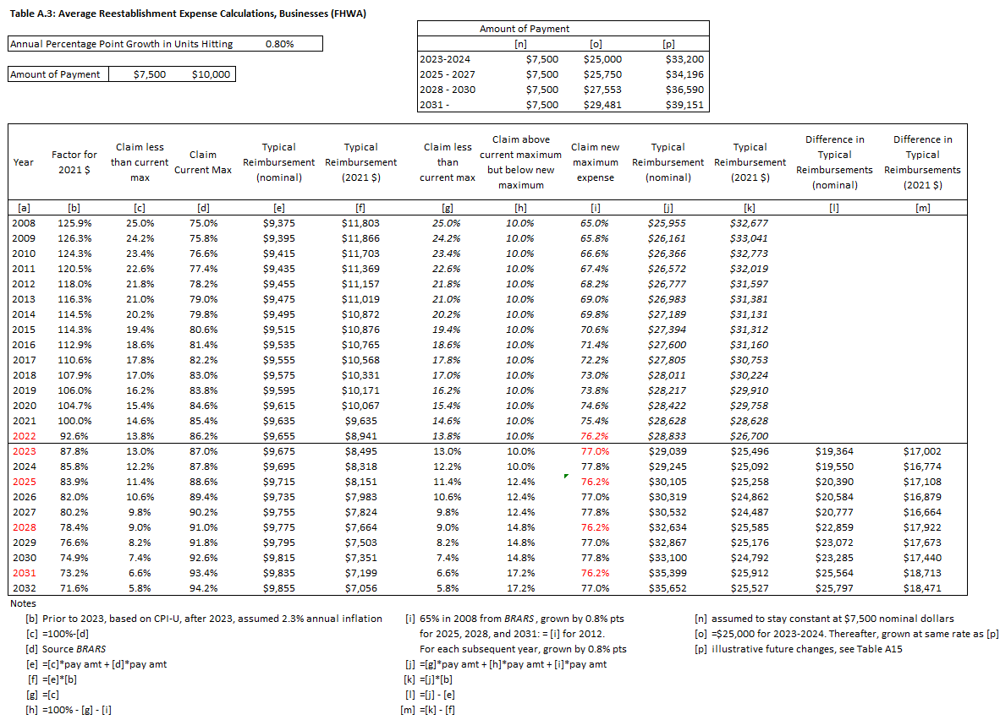 Table A.3: Average Reestablishment Expense Calculations, Businesses (FHWA)
Annual Percentage Point Growth in Units Hitting 0.80%
Amount of Payment $7,500 $10,000
Amount of Payment
[n] [o] [p]
2023-2024 $7,500 $25,000 $33,200
2025 - 2027 $7,500 $25,750 $34,196
2028 - 2030 $7,500 $27,553 $36,590
2031 - $7,500 $29,481 $39,151
Year
Factor for
2021 $
Claim less
than current
max
Claim
Current Max
Typical
Reimbursement
(nominal)
Typical
Reimbursement
(2021 $)
Claim less
than
current max
Claim above
current maximum
but below new
maximum
Claim new
maximum
expense
Typical
Reimbursement
(nominal)
Typical
Reimbursement
(2021 $)
Difference in
Typical
Reimbursements
(nominal)
Difference in
Typical
Reimbursements
(2021 $)
[a] [b] [c] [d] [e] [f] [g] [h] [i] [j] [k] [l] [m]
2008 125.9% 25.0% 75.0% $9,375 $11,803 25.0% 10.0% 65.0% $25,955 $32,677
2009 126.3% 24.2% 75.8% $9,395 $11,866 24.2% 10.0% 65.8% $26,161 $33,041
2010 124.3% 23.4% 76.6% $9,415 $11,703 23.4% 10.0% 66.6% $26,366 $32,773
2011 120.5% 22.6% 77.4% $9,435 $11,369 22.6% 10.0% 67.4% $26,572 $32,019
2012 118.0% 21.8% 78.2% $9,455 $11,157 21.8% 10.0% 68.2% $26,777 $31,597
2013 116.3% 21.0% 79.0% $9,475 $11,019 21.0% 10.0% 69.0% $26,983 $31,381
2014 114.5% 20.2% 79.8% $9,495 $10,872 20.2% 10.0% 69.8% $27,189 $31,131
2015 114.3% 19.4% 80.6% $9,515 $10,876 19.4% 10.0% 70.6% $27,394 $31,312
2016 112.9% 18.6% 81.4% $9,535 $10,765 18.6% 10.0% 71.4% $27,600 $31,160
2017 110.6% 17.8% 82.2% $9,555 $10,568 17.8% 10.0% 72.2% $27,805 $30,753
2018 107.9% 17.0% 83.0% $9,575 $10,331 17.0% 10.0% 73.0% $28,011 $30,224
2019 106.0% 16.2% 83.8% $9,595 $10,171 16.2% 10.0% 73.8% $28,217 $29,910
2020 104.7% 15.4% 84.6% $9,615 $10,067 15.4% 10.0% 74.6% $28,422 $29,758
2021 100.0% 14.6% 85.4% $9,635 $9,635 14.6% 10.0% 75.4% $28,628 $28,628
2022 92.6% 13.8% 86.2% $9,655 $8,941 13.8% 10.0% 76.2% $28,833 $26,700
2023 87.8% 13.0% 87.0% $9,675 $8,495 13.0% 10.0% 77.0% $29,039 $25,496 $19,364 $17,002
2024 85.8% 12.2% 87.8% $9,695 $8,318 12.2% 10.0% 77.8% $29,245 $25,092 $19,550 $16,774
2025 83.9% 11.4% 88.6% $9,715 $8,151 11.4% 12.4% 76.2% $30,105 $25,258 $20,390 $17,108
2026 82.0% 10.6% 89.4% $9,735 $7,983 10.6% 12.4% 77.0% $30,319 $24,862 $20,584 $16,879
2027 80.2% 9.8% 90.2% $9,755 $7,824 9.8% 12.4% 77.8% $30,532 $24,487 $20,777 $16,664
2028 78.4% 9.0% 91.0% $9,775 $7,664 9.0% 14.8% 76.2% $32,634 $25,585 $22,859 $17,922
2029 76.6% 8.2% 91.8% $9,795 $7,503 8.2% 14.8% 77.0% $32,867 $25,176 $23,072 $17,673
2030 74.9% 7.4% 92.6% $9,815 $7,351 7.4% 14.8% 77.8% $33,100 $24,792 $23,285 $17,440
2031 73.2% 6.6% 93.4% $9,835 $7,199 6.6% 17.2% 76.2% $35,399 $25,912 $25,564 $18,713
2032 71.6% 5.8% 94.2% $9,855 $7,056 5.8% 17.2% 77.0% $35,652 $25,527 $25,797 $18,471
Notes
[b] Prior to 2023, based on CPI-U, after 2023, assumed 2.3% annual inflation
[c] =100%-[d]
[d] Source BRARS
[e] =[c]*pay amt + [d]*pay amt
[f] =[e]*[b]
[g] =[c]
[h] =100% - [g] - [i]
[i] 65% in 2008 from BRARS, grown by 0.8% pts
for 2025, 2028, and 2031: = [i] for 2012.
For each subsequent year, grown by 0.8% pts
[j] =[g]*pay amt + [h]*pay amt + [i]*pay amt
[k] =[j]*[b]
[l] =[j] - [e]
[m] =[k] - [f]
[n] assumed to stay constant at $7,500 nominal dollars
[o] =$25,000 for 2023-2024. Thereafter, grown at same rate as [p]
[p] illustrative future changes, see Table A15